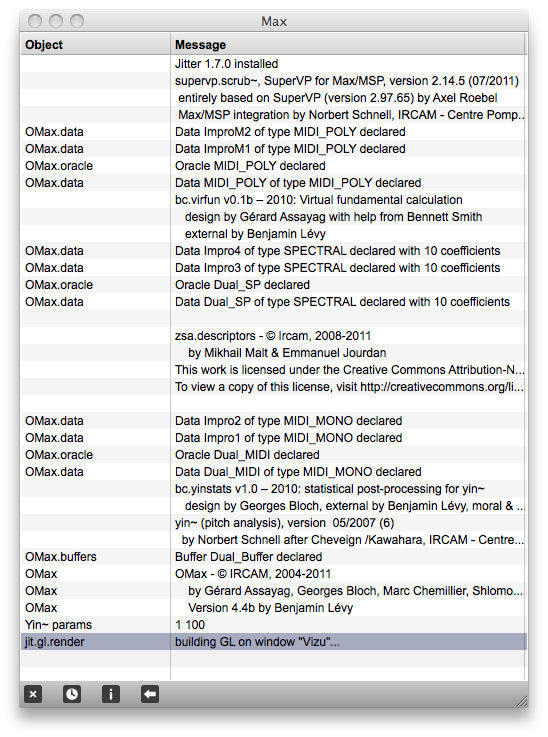 Max
Object Message
Jitter 1.7.0 installed
supervp.scrub~, SuperVP for Max/MSP, version 2.14.5 (07/2011)
entirely based on SuperVP (version 2.97.65) by Axel Roebel
Max/MSP integration by Norbert Schnell, IRCAM - Centre Pomp...
OMax.data Data ImproM2 of type MIDI_POLY declared
OMax.data Data ImproM1 of type MIDI_POLY declared
OMax.oracle Oracle MIDI_POLY declared
OMax.data Data MIDI_POLY of type MIDI_POLY declared
bc.virfun v0.1b – 2010: Virtual fundamental calculation
design by Gérard Assayag with help from Bennett Smith
external by Benjamin Lévy
OMax.data Data Impro4 of type SPECTRAL declared with 10 coefficients
OMax.data Data Impro3 of type SPECTRAL declared with 10 coefficients
OMax.oracle Oracle Dual_SP declared
OMax.data Data Dual_SP of type SPECTRAL declared with 10 coefficients
zsa.descriptors - © Ircam, 2008-2011
by Mikhail Malt & Emmanuel Jourdan
This work is licensed under the Creative Commons Attribution-N...
To view a copy of this license, visit http://creativecommons.org/li...
OMax.data Data Impro2 of type MIDI_MONO declared
OMax.data Data Impro1 of type MIDI_MONO declared
OMax.oracle Oracle Dual_MIDI declared
OMax.data Data Dual_MIDI of type MIDI_MONO declared
bc.yinstats v1.0 – 2010: statistical post-processing for yin~
design by Georges Bloch, external by Benjamin Lévy, moral & ...
yin~ (pitch analysis), version 05/2007 (6)
by Norbert Schnell after Cheveign /Kawahara, IRCAM - Centre...
OMax.buffers Buffer Dual_Buffer declared
OMax OMax - © IRCAM, 2004-2011
OMax by Gérard Assayag, Georges Bloch, Marc Chemillier, Shlomo...
OMax Version 4.4b by Benjamin Lévy
Yin~ params 1 100
jit.gl.render building GL on window "Vizu"...